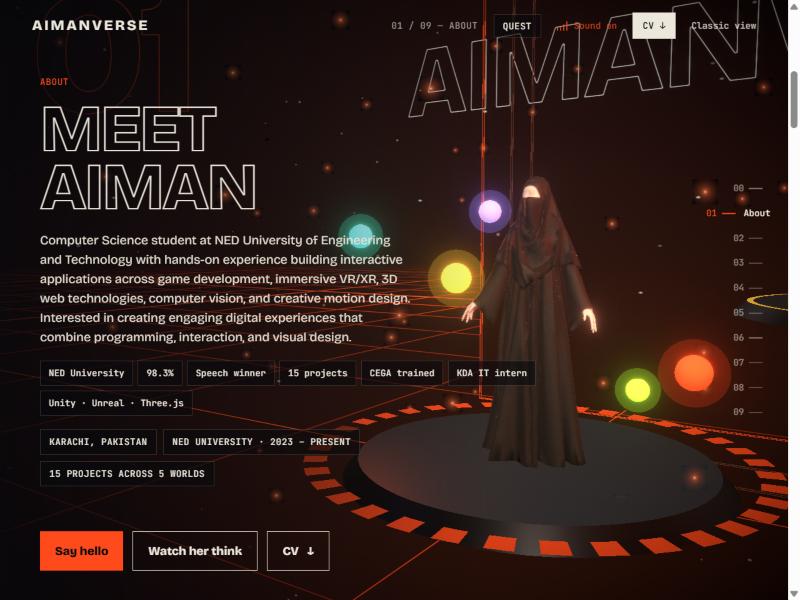 AIMANVERSE
01 / 09 — ABOUT
QUEST
Sound on
CV ↓
Classic view
01
AIMAN
ABOUT
MEET
AIMAN
Computer Science student at NED University of Engineering
and Technology with hands-on experience building interactive
applications across game development, immersive VR/XR, 3D
web technologies, computer vision, and creative motion design.
Interested in creating engaging digital experiences that
combine programming, interaction, and visual design.
NED University
98.3%
Speech winner
15 projects
CEGA trained
KDA IT intern
Unity · Unreal · Three.js
KARACHI, PAKISTAN
NED UNIVERSITY · 2023 – PRESENT
15 PROJECTS ACROSS 5 WORLDS
Say hello
Watch her think
CV ↓
00
01 About
02
03
04
05
06
07
08
09